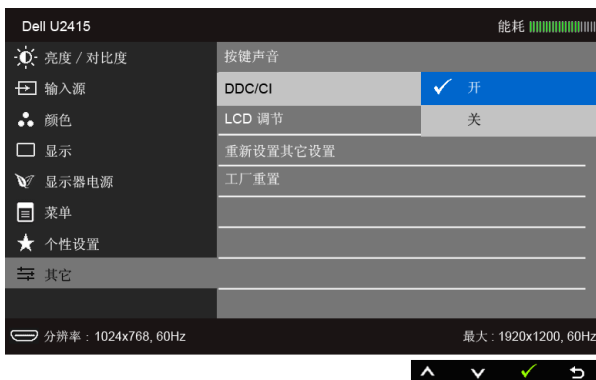 Dell U2415
能耗
亮度 / 对比度
按键声音
输入源
DDC/CI
开
颜色
LCD 调节
关
显示
重新设置其它设置
显示器电源
工厂重置
菜单
个性设置
其它
分辨率 : 1024x768, 60Hz
最大 : 1920x1200, 60Hz